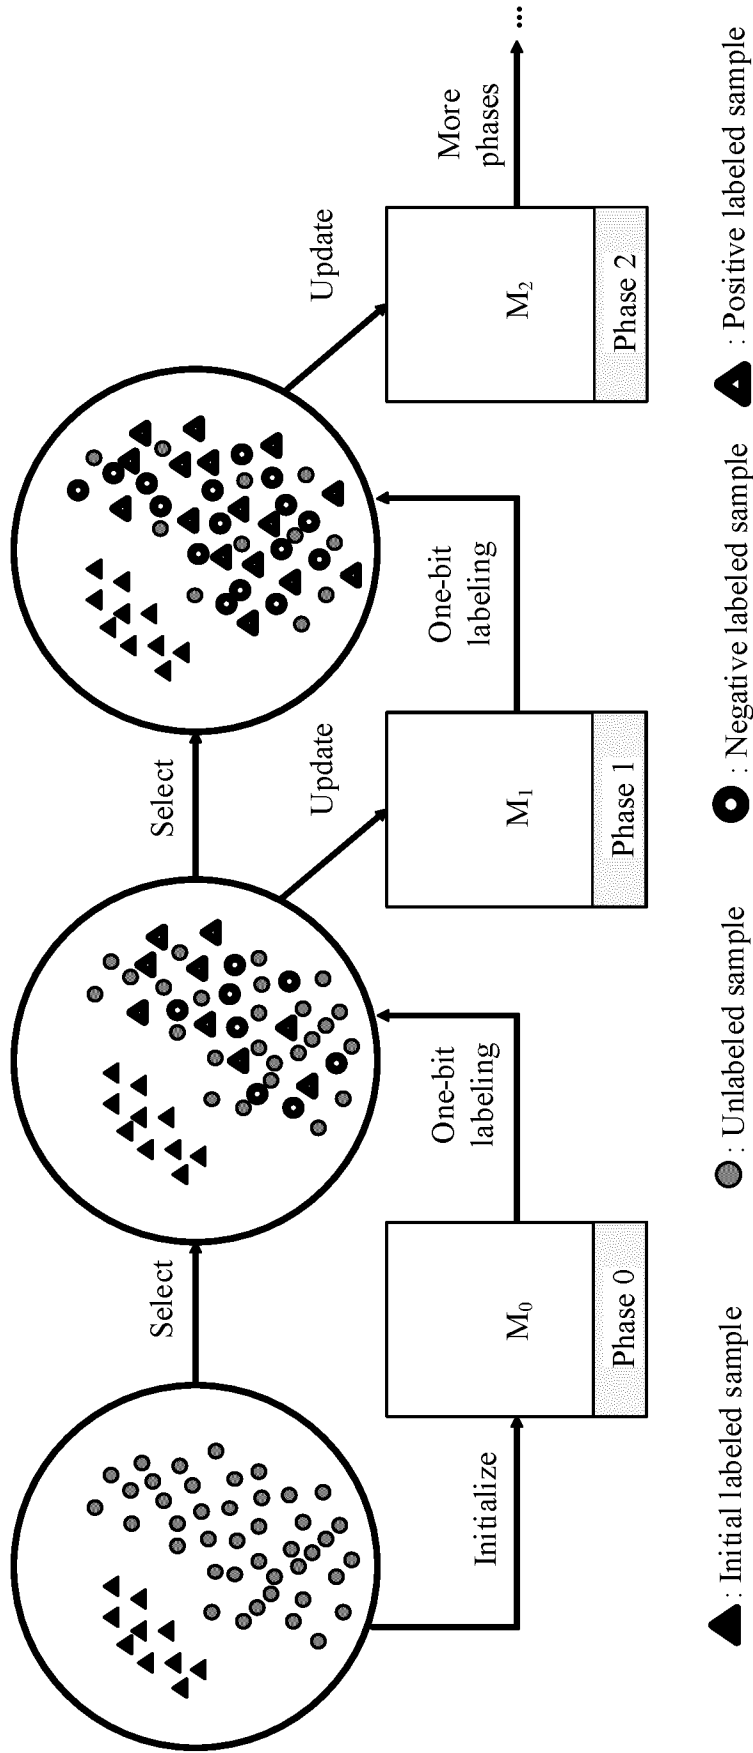 Select
Select
Initialize
One-bit
labeling
Update
One-bit
labeling
Update
More
phases
...
M0
M1
M2
Phase 0
Phase 1
Phase 2
: Initial labeled sample
: Unlabeled sample
: Negative labeled sample
: Positive labeled sample